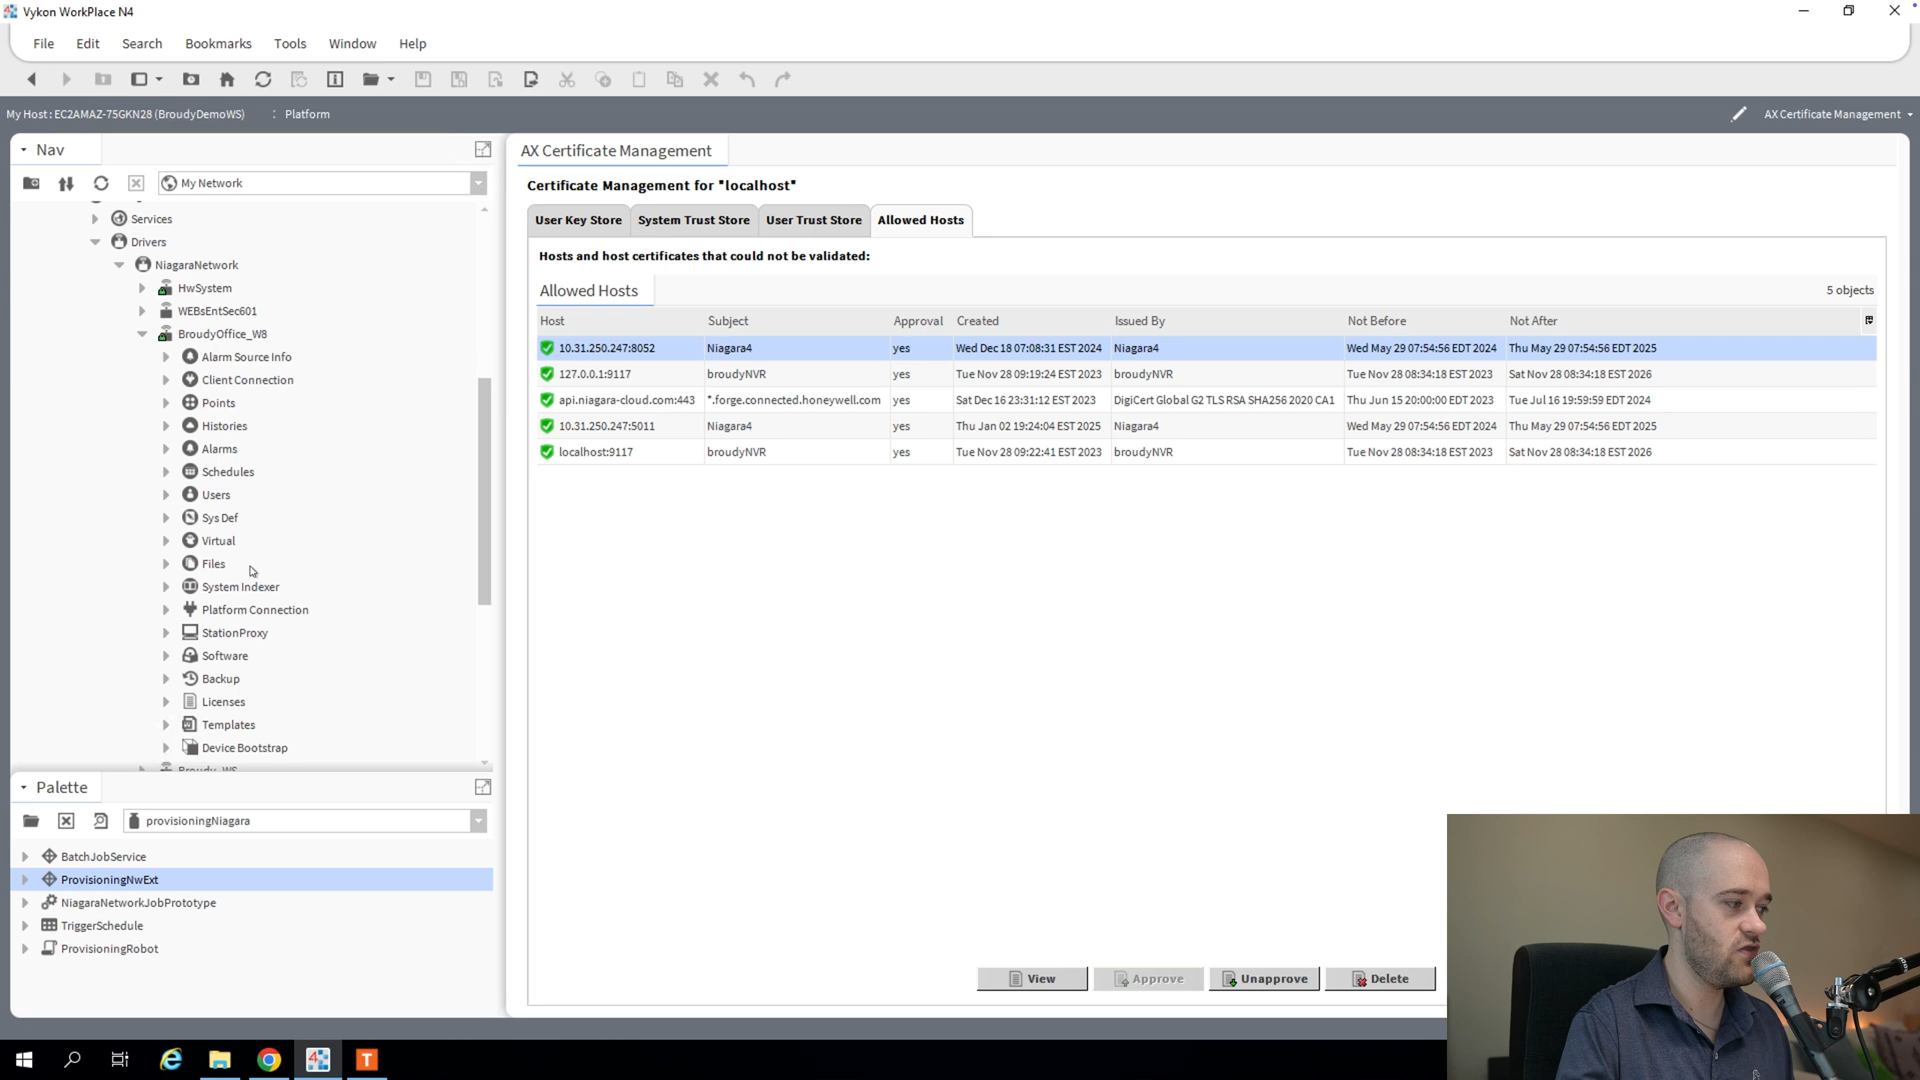 Vykon WorkPlace N4
File Edit Search Bookmarks Tools Window Help
My Host : EC2AMAZ-75GKN28 (BroudyDemoWS) : Platform
AX Certificate Management
Nav
My Network
Services
Drivers
NiagaraNetwork
HwSystem
WEBsEntSec601
BroudyOffice_W8
Alarm Source Info
Client Connection
Points
Histories
Alarms
Schedules
Users
Sys Def
Virtual
Files
System Indexer
Platform Connection
StationProxy
Software
Backup
Licenses
Templates
Device Bootstrap
Broudy_WS
Palette
provisioningNiagara
BatchJobService
ProvisioningNwExt
NiagaraNetworkJobPrototype
TriggerSchedule
ProvisioningRobot
AX Certificate Management
Certificate Management for "localhost"
User Key Store System Trust Store User Trust Store Allowed Hosts
Hosts and host certificates that could not be validated:
Allowed Hosts 5 objects
Host Subject Approval Created Issued By Not Before Not After
10.31.250.247:8052 Niagara4 yes Wed Dec 18 07:08:31 EST 2024 Niagara4 Wed May 29 07:54:56 EDT 2024 Thu May 29 07:54:56 EDT 2025
127.0.0.1:9117 broudyNVR yes Tue Nov 28 09:19:24 EST 2023 broudyNVR Tue Nov 28 08:34:18 EST 2023 Sat Nov 28 08:34:18 EST 2026
api.niagara-cloud.com:443 *.forge.connected.honeywell.com yes Sat Dec 16 23:31:12 EST 2023 DigiCert Global G2 TLS RSA SHA256 2020 CA1 Thu Jun 15 20:00:00 EDT 2023 Tue Jul 16 19:59:59 EDT 2024
10.31.250.247:5011 Niagara4 yes Thu Jan 02 19:24:04 EST 2025 Niagara4 Wed May 29 07:54:56 EDT 2024 Thu May 29 07:54:56 EDT 2025
localhost:9117 broudyNVR yes Tue Nov 28 09:22:41 EST 2023 broudyNVR Tue Nov 28 08:34:18 EST 2023 Sat Nov 28 08:34:18 EST 2026
View Approve Unapprove Delete